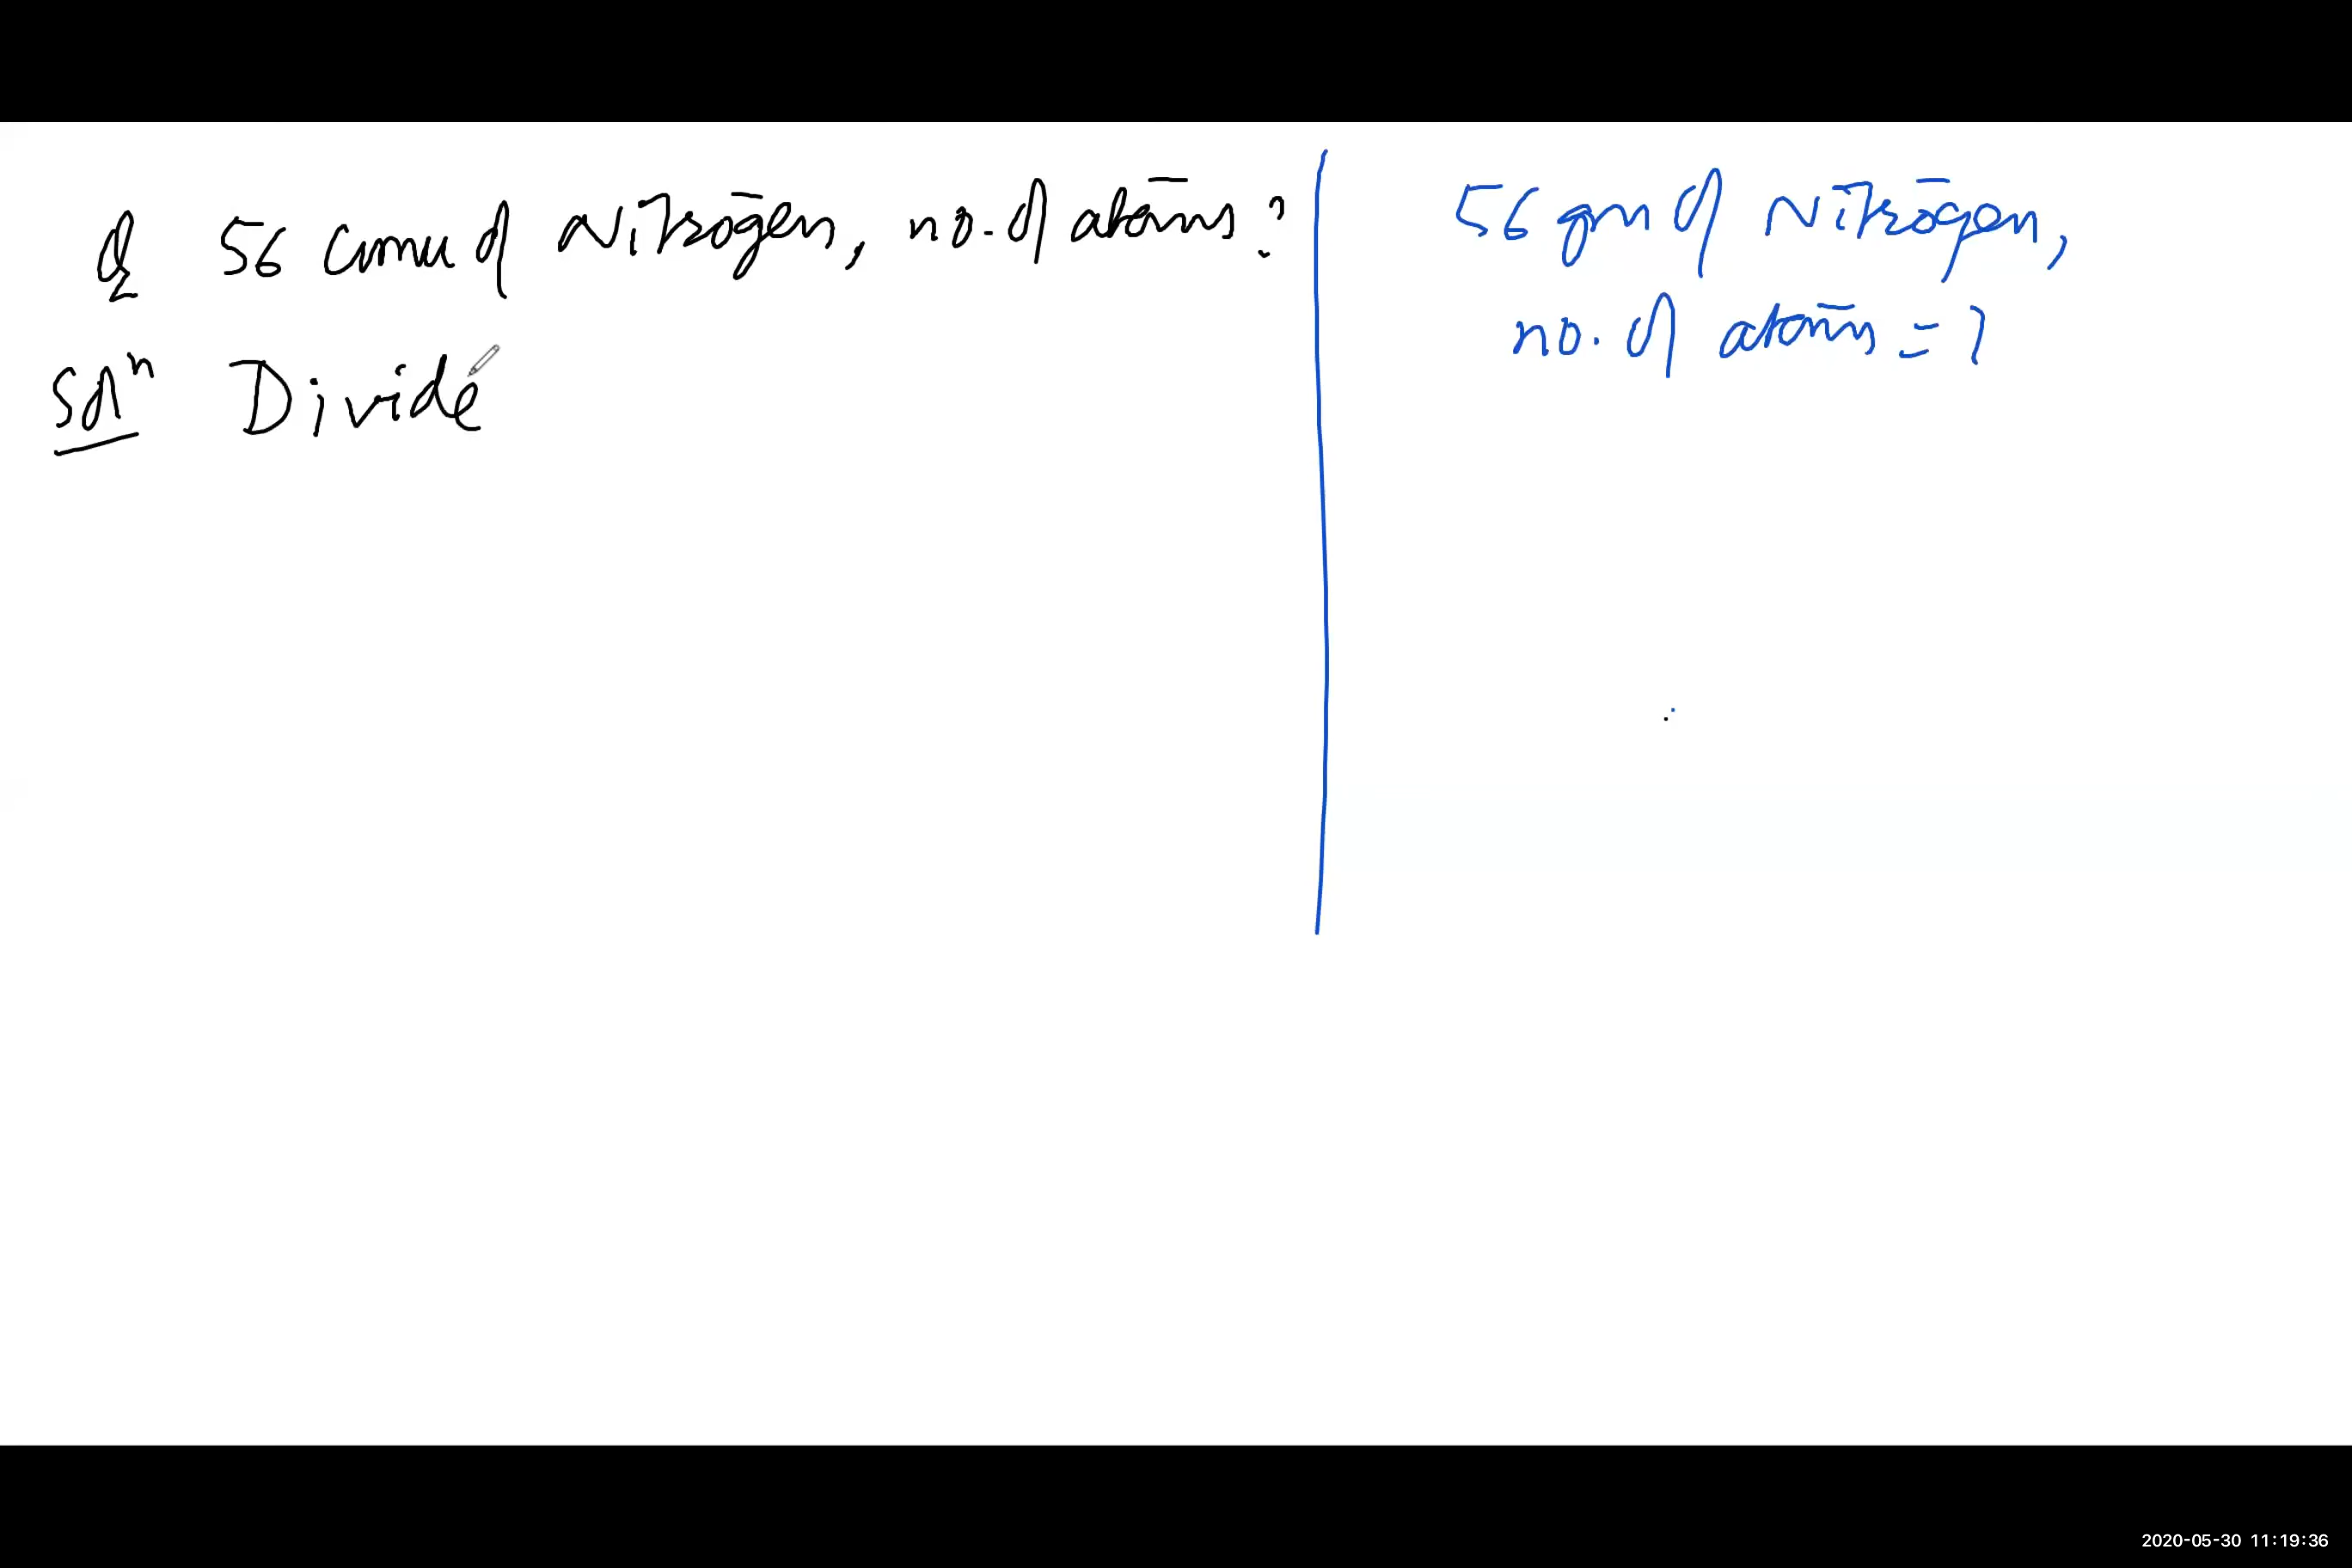 Q 56 amu of Nitrogen, no. of atoms?
Solⁿ Divide
56 gm of Nitrogen,
no. of atoms = ?
2020-05-30 11:19:36